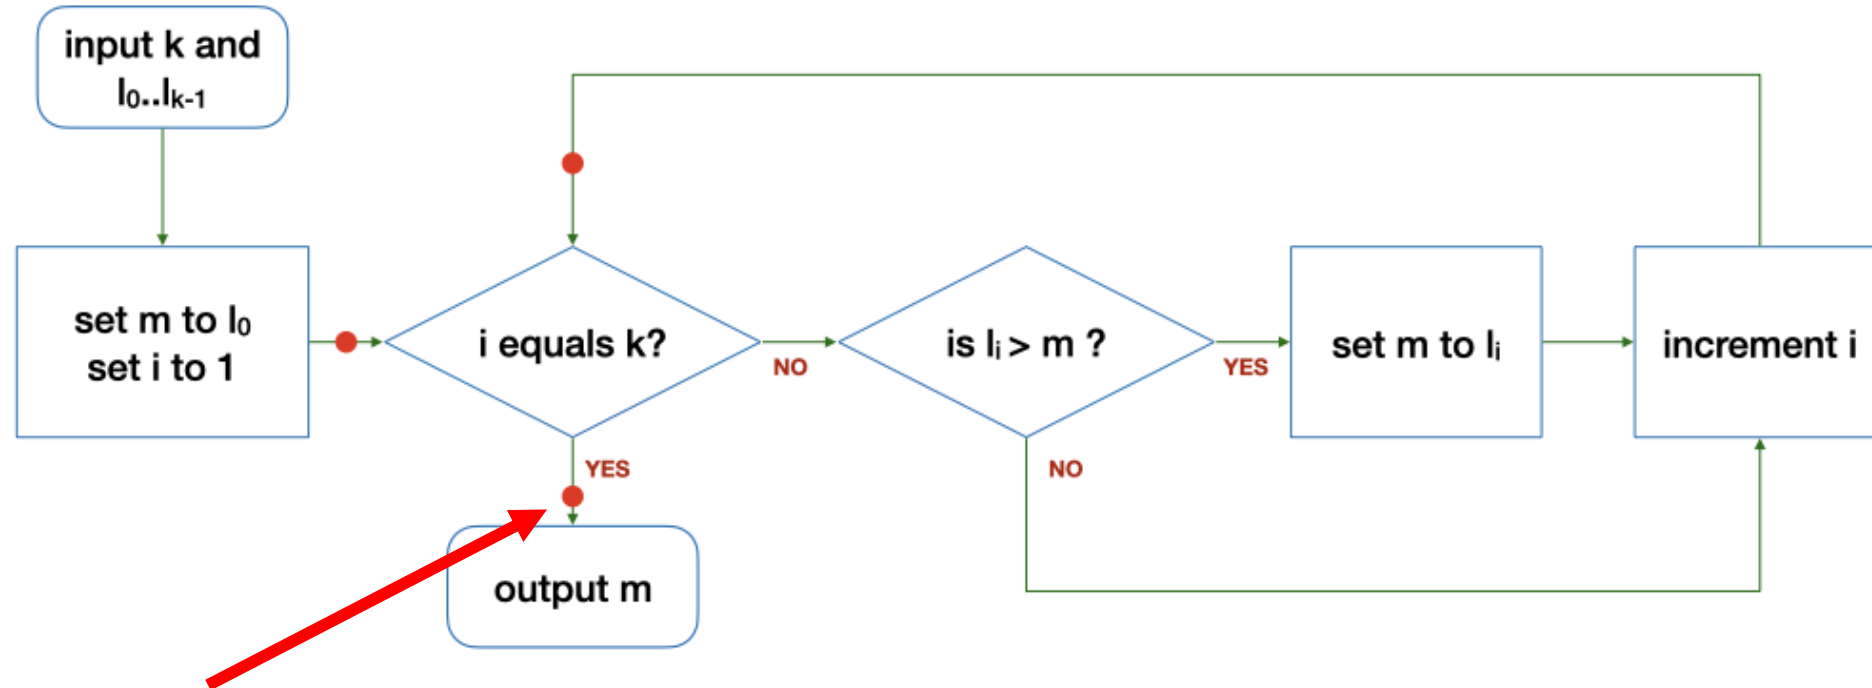 input k and
l₀..lₖ₋₁
set m to l₀
set i to 1
i equals k?
NO
YES
is lᵢ > m ?
YES
NO
set m to lᵢ
increment i
output m